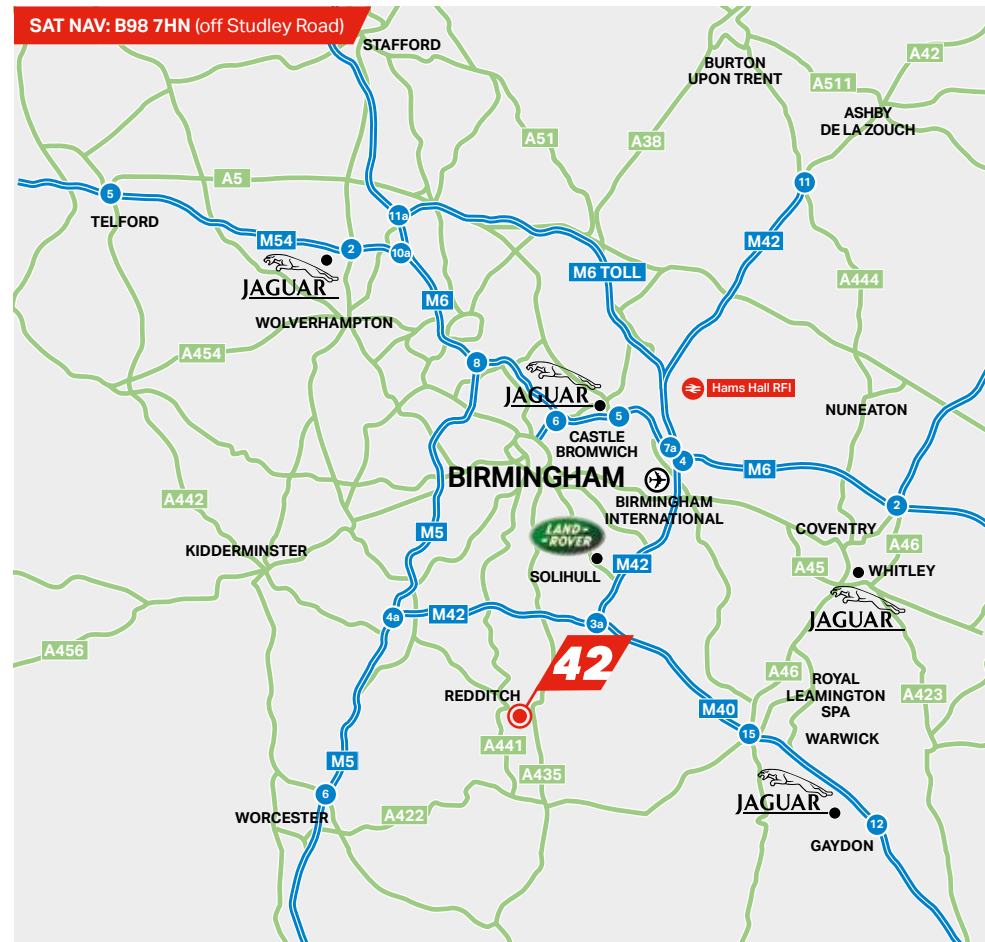 SAT NAV: B98 7HN (off Studley Road)
STAFFORD
BURTON
UPON TRENT
A42
A511
ASHBY
DE LA ZOUCH
A51
A38
A5
5
TELFORD
11
11a
M54
2
10a
M42
M6 TOLL
A444
JAGUAR
M6
WOLVERHAMPTON
A454
8
JAGUAR
Hams Hall RFI
NUNEATON
6
5
CASTLE
BROMWICH
7a
4
BIRMINGHAM
M6
BIRMINGHAM
INTERNATIONAL
A442
2
M5
LAND-
-ROVER
COVENTRY
A46
KIDDERMINSTER
SOLIHULL
M42
A45
WHITLEY
4a
M42
3a
JAGUAR
A456
42
REDDITCH
A46
ROYAL
LEAMINGTON
SPA
A423
M40
15
WARWICK
A441
M5
A435
6
WORCESTER
A422
JAGUAR
12
GAYDON